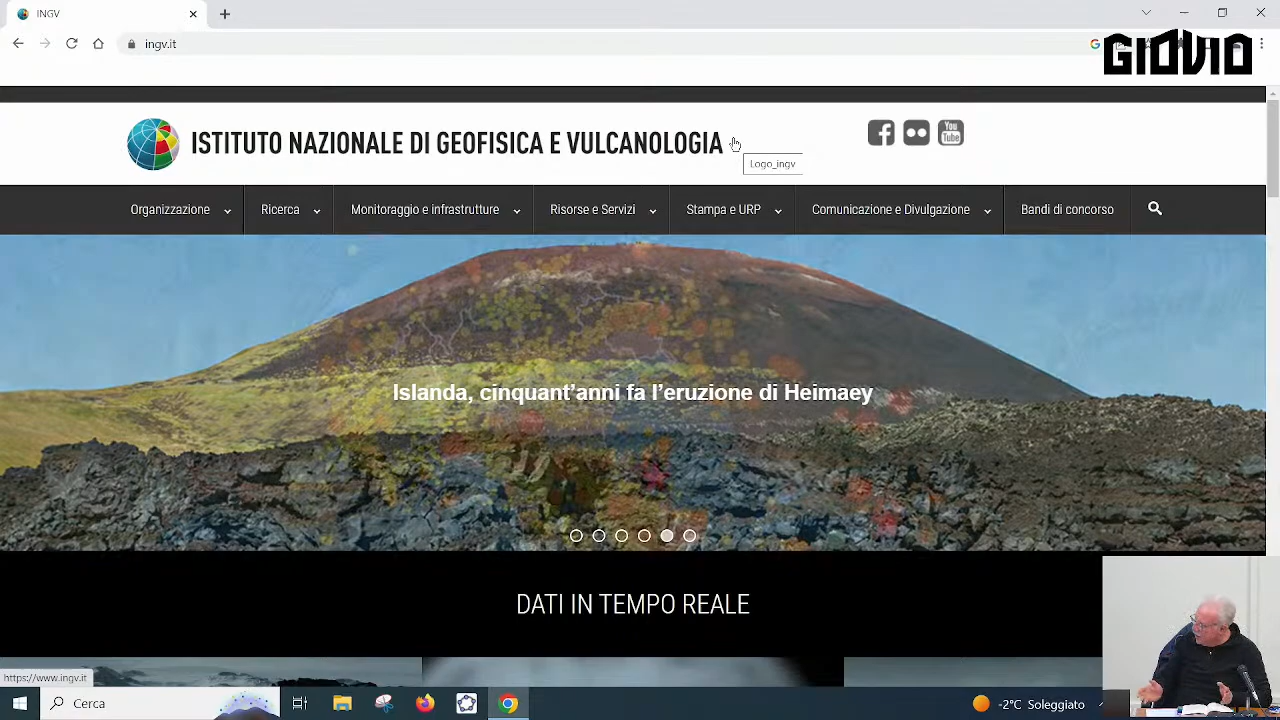 INGV
ingv.it
GIOVIO
ISTITUTO NAZIONALE DI GEOFISICA E VULCANOLOGIA
You
Tube
Logo_ingv
Organizzazione
Ricerca
Monitoraggio e infrastrutture
Risorse e Servizi
Stampa e URP
Comunicazione e Divulgazione
Bandi di concorso
Islanda, cinquant'anni fa l'eruzione di Heimaey
DATI IN TEMPO REALE
https://www.ingv.it
Cerca
-2°C Soleggiato